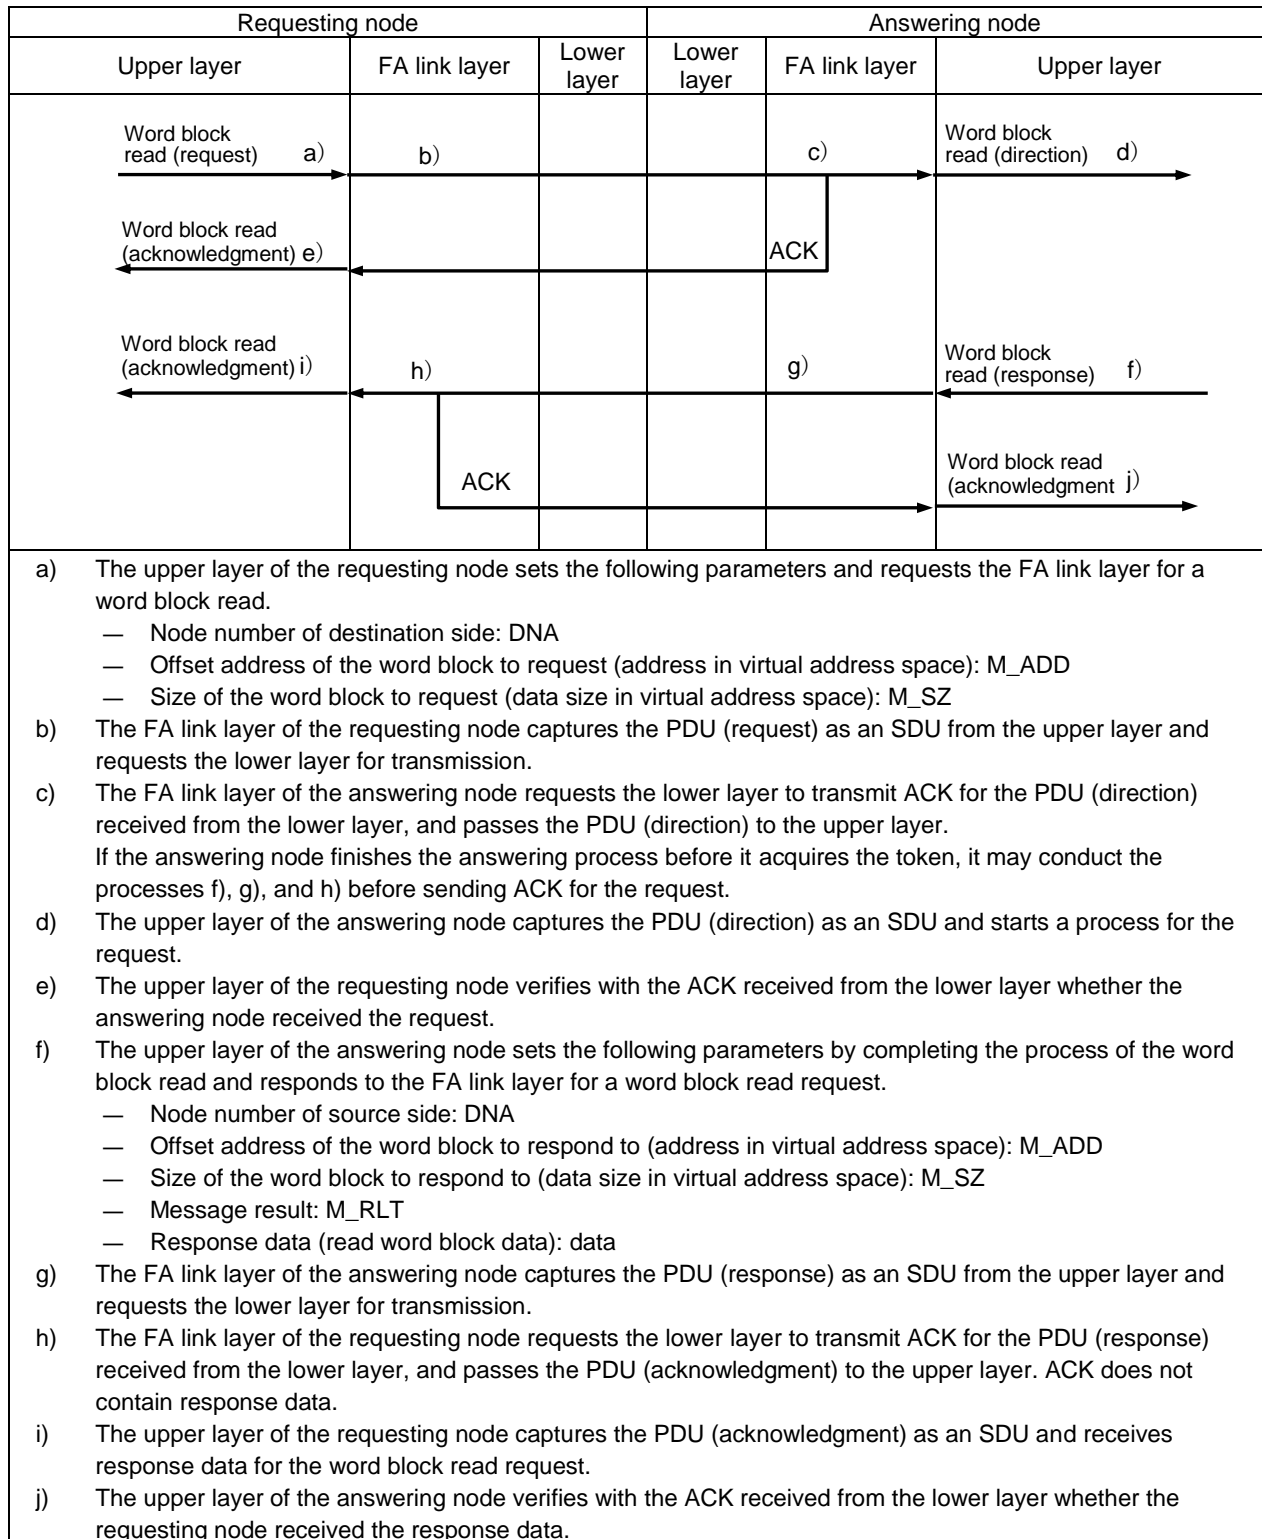 Requesting node Answering node
Upper layer FA link layer Lower layer Lower layer FA link layer Upper layer
Word block
read (request) a)
b)
c)
Word block
read (direction) d)
Word block read
(acknowledgment) e)
ACK
Word block read
(acknowledgment) i)
h)
g)
Word block
read (response) f)
ACK
Word block read
(acknowledgment j)
a) The upper layer of the requesting node sets the following parameters and requests the FA link layer for a
word block read.
— Node number of destination side: DNA
— Offset address of the word block to request (address in virtual address space): M_ADD
— Size of the word block to request (data size in virtual address space): M_SZ
b) The FA link layer of the requesting node captures the PDU (request) as an SDU from the upper layer and
requests the lower layer for transmission.
c) The FA link layer of the answering node requests the lower layer to transmit ACK for the PDU (direction)
received from the lower layer, and passes the PDU (direction) to the upper layer.
If the answering node finishes the answering process before it acquires the token, it may conduct the
processes f), g), and h) before sending ACK for the request.
d) The upper layer of the answering node captures the PDU (direction) as an SDU and starts a process for the
request.
e) The upper layer of the requesting node verifies with the ACK received from the lower layer whether the
answering node received the request.
f) The upper layer of the answering node sets the following parameters by completing the process of the word
block read and responds to the FA link layer for a word block read request.
— Node number of source side: DNA
— Offset address of the word block to respond to (address in virtual address space): M_ADD
— Size of the word block to respond to (data size in virtual address space): M_SZ
— Message result: M_RLT
— Response data (read word block data): data
g) The FA link layer of the answering node captures the PDU (response) as an SDU from the upper layer and
requests the lower layer for transmission.
h) The FA link layer of the requesting node requests the lower layer to transmit ACK for the PDU (response)
received from the lower layer, and passes the PDU (acknowledgment) to the upper layer. ACK does not
contain response data.
i) The upper layer of the requesting node captures the PDU (acknowledgment) as an SDU and receives
response data for the word block read request.
j) The upper layer of the answering node verifies with the ACK received from the lower layer whether the
requesting node received the response data.